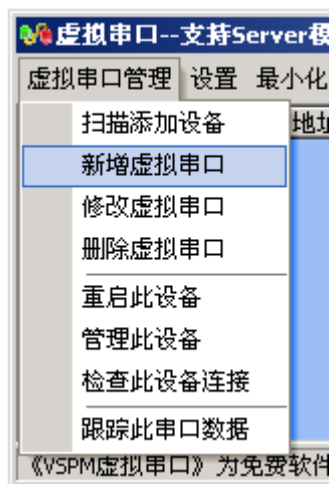 虚拟串口--支持Server
虚拟串口管理 设置 最小化
扫描添加设备
地址
新增虚拟串口
修改虚拟串口
删除虚拟串口
重启此设备
管理此设备
检查此设备连接
跟踪此串口数据
《VSPM虚拟串口》为免费软件